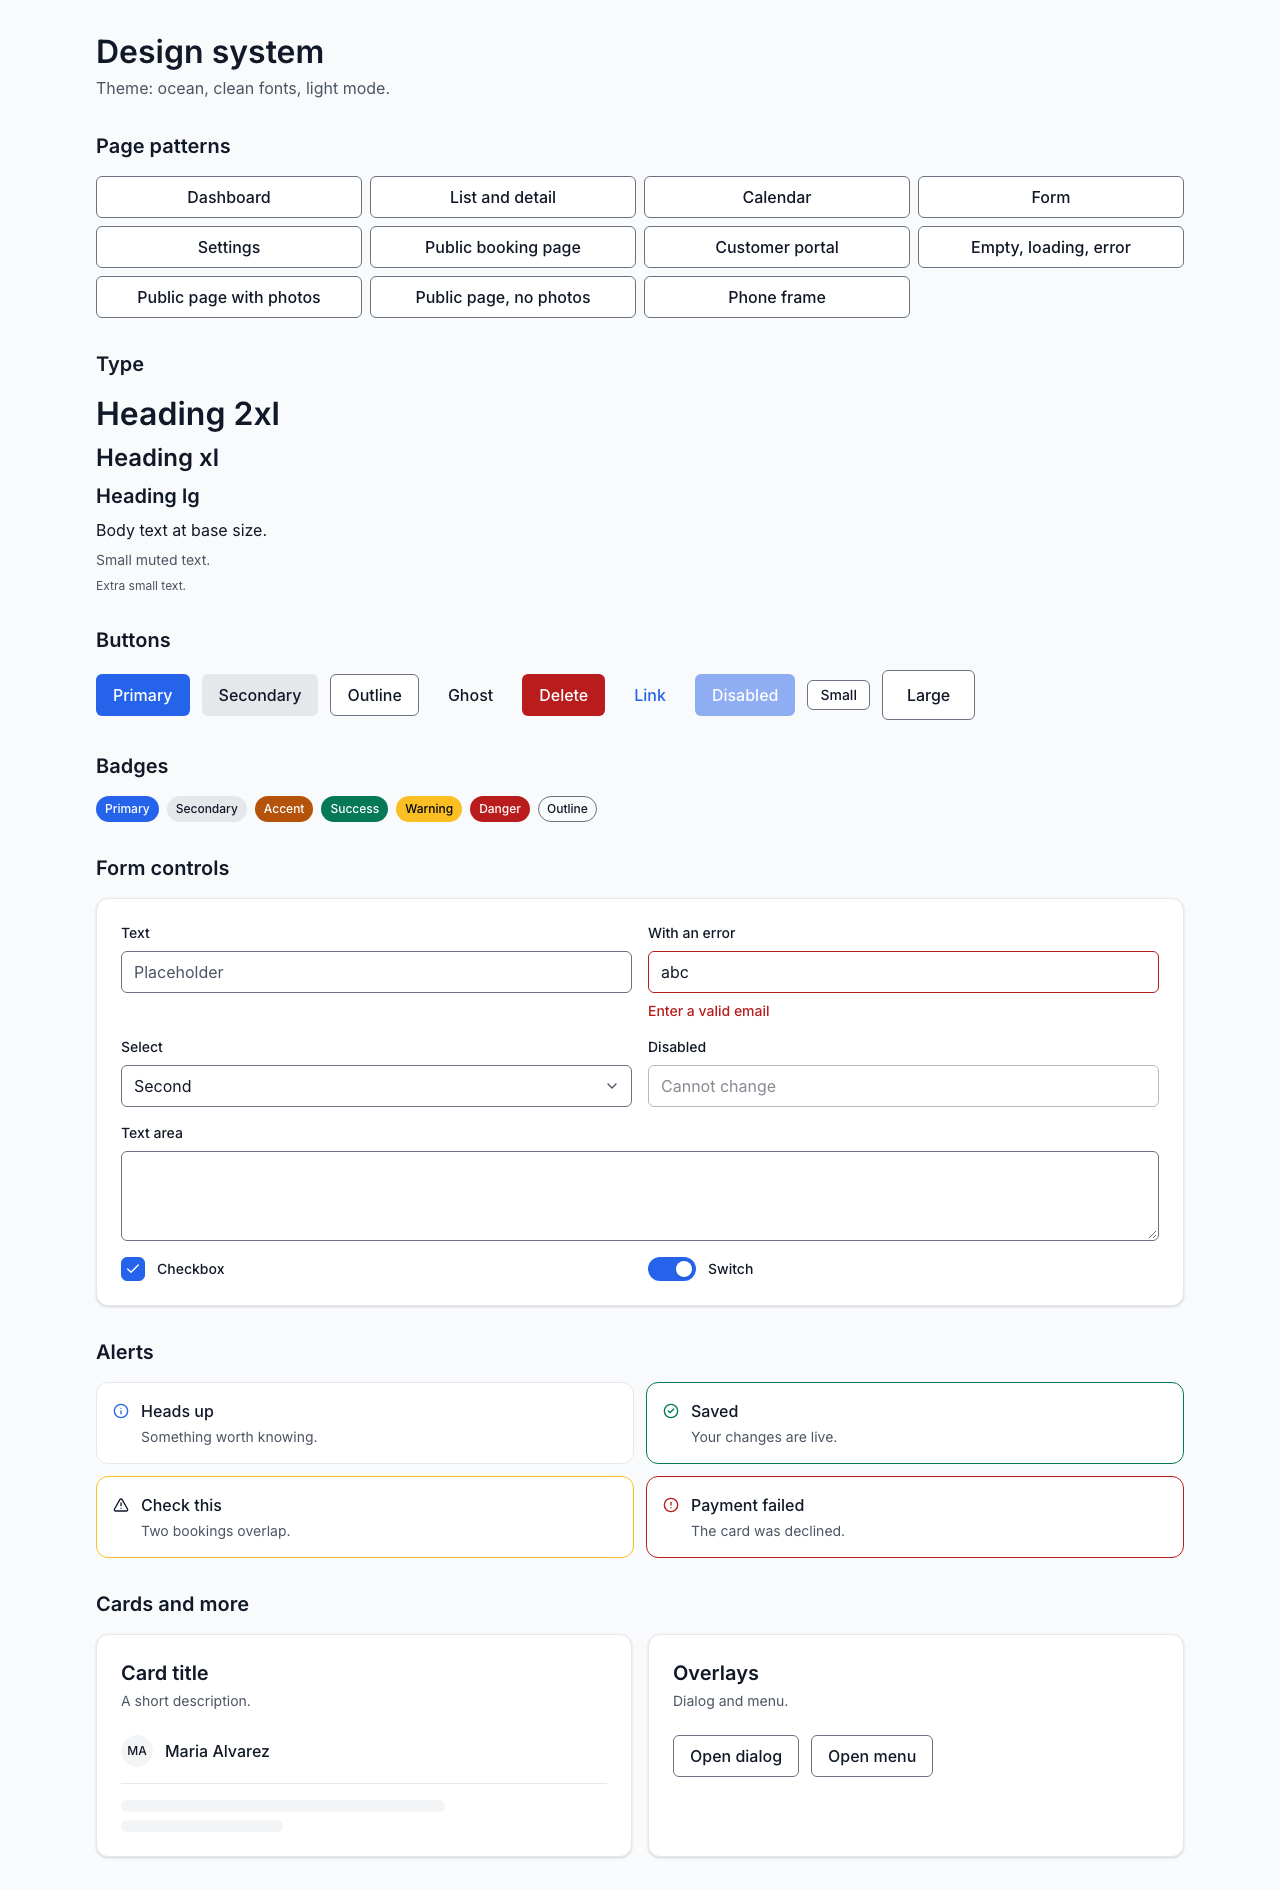 Design system
Theme: ocean, clean fonts, light mode.
Page patterns
Dashboard
List and detail
Calendar
Form
Settings
Public booking page
Customer portal
Empty, loading, error
Public page with photos
Public page, no photos
Phone frame
Type
Heading 2xl
Heading xl
Heading lg
Body text at base size.
Small muted text.
Extra small text.
Buttons
Primary
Secondary
Outline
Ghost
Delete
Link
Disabled
Small
Large
Badges
Primary
Secondary
Accent
Success
Warning
Danger
Outline
Form controls
Text
Placeholder
With an error
abc
Enter a valid email
Select
Second
Disabled
Cannot change
Text area
Checkbox
Switch
Alerts
Heads up
Something worth knowing.
Saved
Your changes are live.
Check this
Two bookings overlap.
Payment failed
The card was declined.
Cards and more
Card title
A short description.
MA
Maria Alvarez
Overlays
Dialog and menu.
Open dialog
Open menu